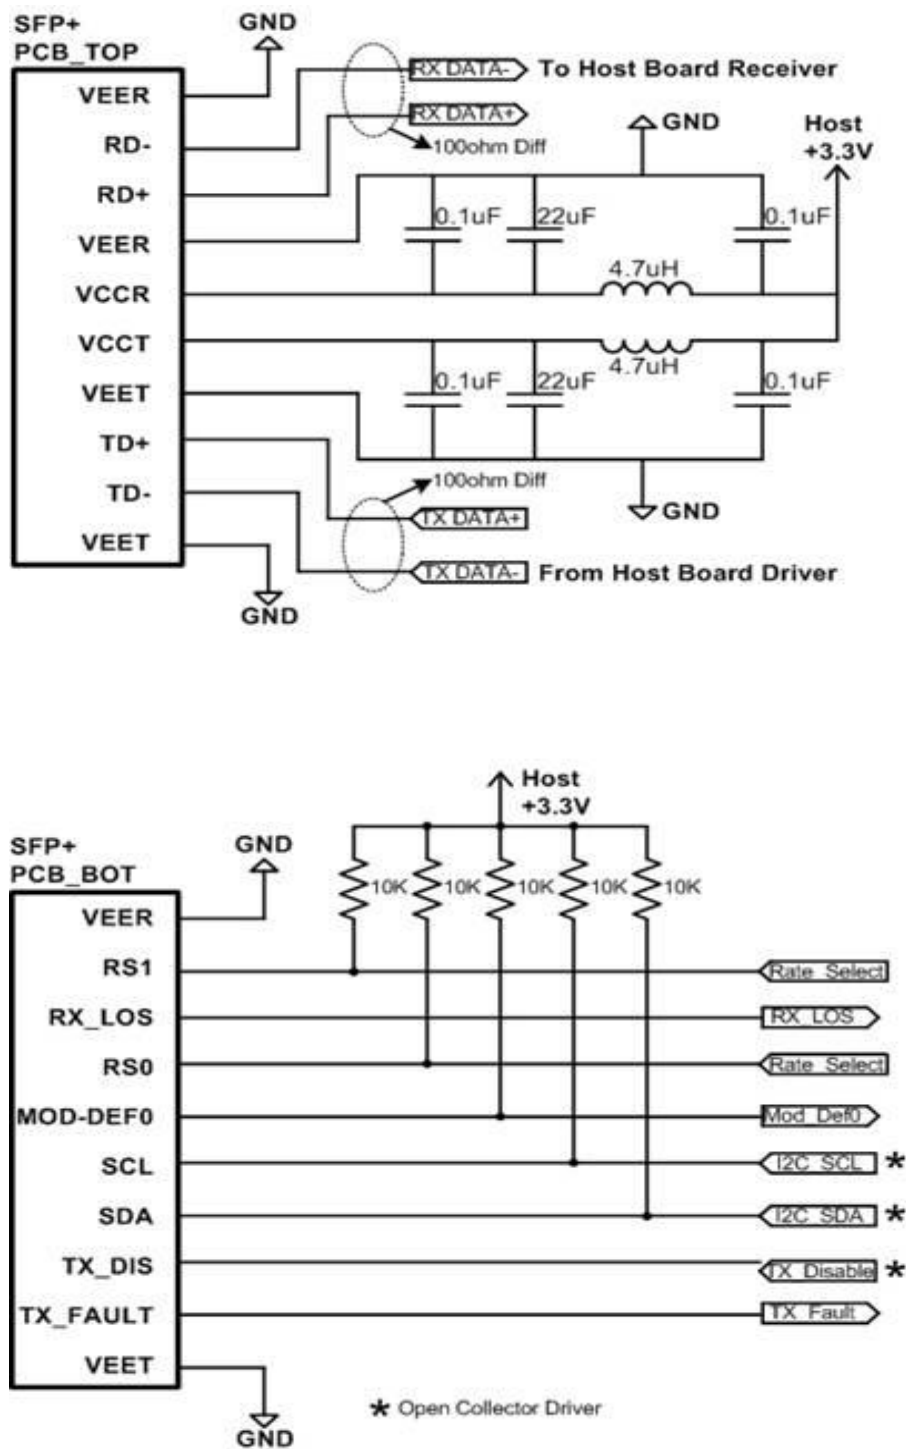 SFP+
PCB_TOP
GND
VEER
RX DATA-
To Host Board Receiver
RD-
RX DATA+
100ohm Diff
GND
Host
+3.3V
RD+
0.1uF
22uF
0.1uF
VEER
4.7uH
VCCR
VCCT
4.7uH
0.1uF
22uF
0.1uF
VEET
TD+
100ohm Diff
TD-
TX DATA+
GND
VEET
TX DATA-
From Host Board Driver
GND
Host
+3.3V
SFP+
PCB_BOT
GND
10K
10K
10K
10K
10K
VEER
RS1
Rate Select
RX_LOS
RX_LOS
RS0
Rate Select
MOD-DEF0
Mod_Def0
SCL
I2C_SCL *
SDA
I2C_SDA *
TX_DIS
TX_Disable *
TX_FAULT
TX_Fault
VEET
* Open Collector Driver
GND